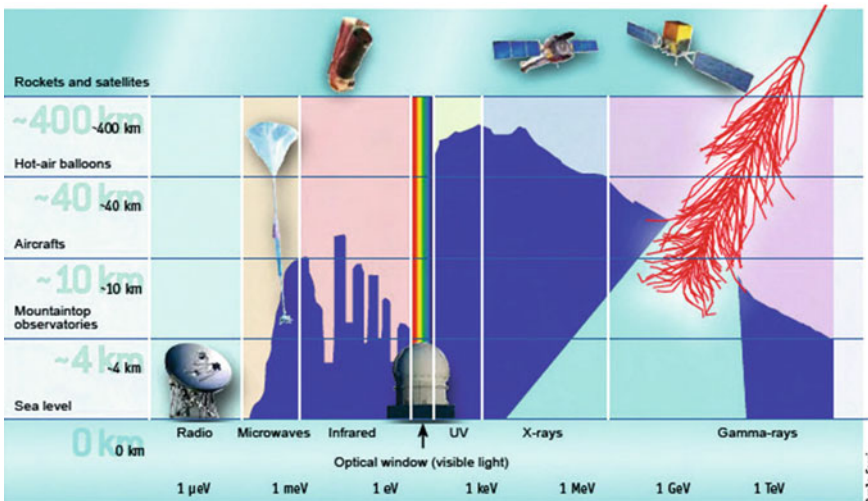 Rockets and satellites
~400 km
~400 km
Hot-air balloons
~40 km
~40 km
Aircrafts
~10 km
~10 km
Mountaintop
observatories
~4 km
~4 km
Sea level
0 km
0 km
Radio
Microwaves
Infrared
UV
X-rays
Gamma-rays
Optical window (visible light)
1 µeV
1 meV
1 eV
1 keV
1 MeV
1 GeV
1 TeV